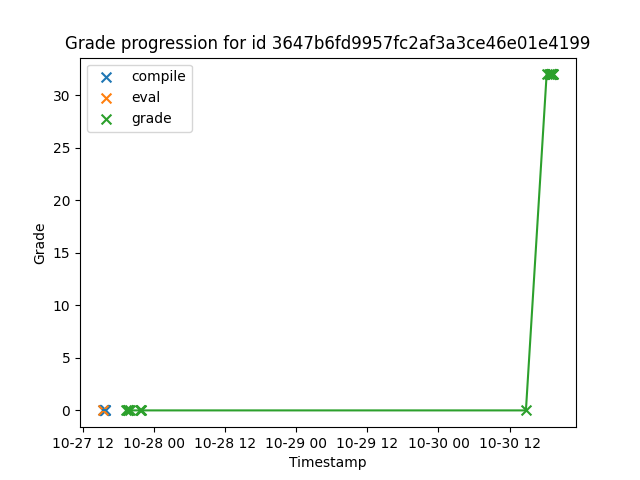 Grade progression for id 3647b6fd9957fc2af3a3ce46e01e4199
compile
eval
grade
Grade
30
25
20
15
10
5
0
10-27 12 10-28 00 10-28 12 10-29 00 10-29 12 10-30 00 10-30 12
Timestamp